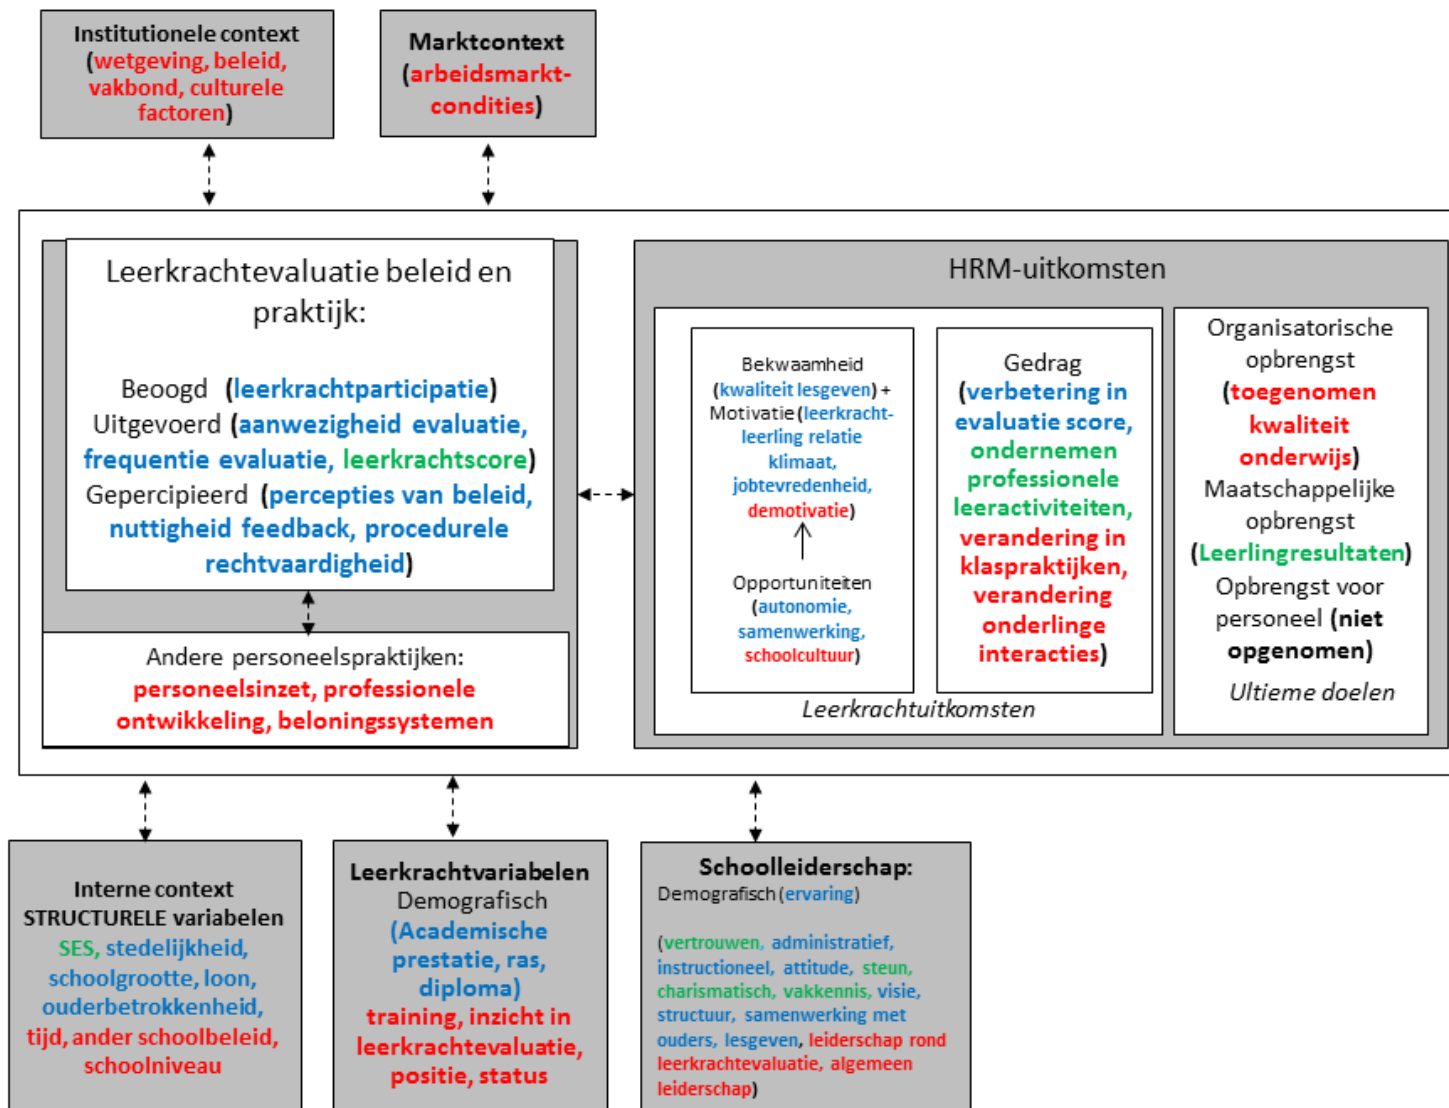 Institutionele context
(wetgeving, beleid,
vakbond, culturele
factoren)
Marktcontext
(arbeidsmarkt-
condities)
Leerkrachtevaluatie beleid en
praktijk:
Beoogd (leerkrachtparticipatie)
Uitgevoerd (aanwezigheid evaluatie,
frequentie evaluatie, leerkrachtscore)
Gepercipieerd (percepties van beleid,
nuttigheid feedback, procedurele
rechtvaardigheid)
Andere personeelspraktijken:
personeelsinzet, professionele
ontwikkeling, beloningssystemen
HRM-uitkomsten
Bekwaamheid
(kwaliteit lesgeven) +
Motivatie (leerkracht-
leerling relatie
klimaat,
jobtevredenheid,
demotivatie)
Opportuniteiten
(autonomie,
samenwerking,
schoolcultuur)
Gedrag
(verbetering in
evaluatie score,
ondernemen
professionele
leeractiviteiten,
verandering in
klaspraktijken,
verandering
onderlinge
interacties)
Leerkrachtuitkomsten
Organisatorische
opbrengst
(toegenomen
kwaliteit
onderwijs)
Maatschappelijke
opbrengst
(Leerlingresultaten)
Opbrengst voor
personeel (niet
opgenomen)
Ultieme doelen
Interne context
STRUCTURELE variabelen
SES, stedelijkheid,
schoolgrootte, loon,
ouderbetrokkenheid,
tijd, ander schoolbeleid,
schoolniveau
Leerkrachtvariabelen
Demografisch
(Academische
prestatie, ras,
diploma)
training, inzicht in
leerkrachtevaluatie,
positie, status
Schoolleiderschap:
Demografisch (ervaring)
(vertrouwen, administratief,
instructioneel, attitude, steun,
charismatisch, vakkennis, visie,
structuur, samenwerking met
ouders, lesgeven, leiderschap rond
leerkrachtevaluatie, algemeen
leiderschap)